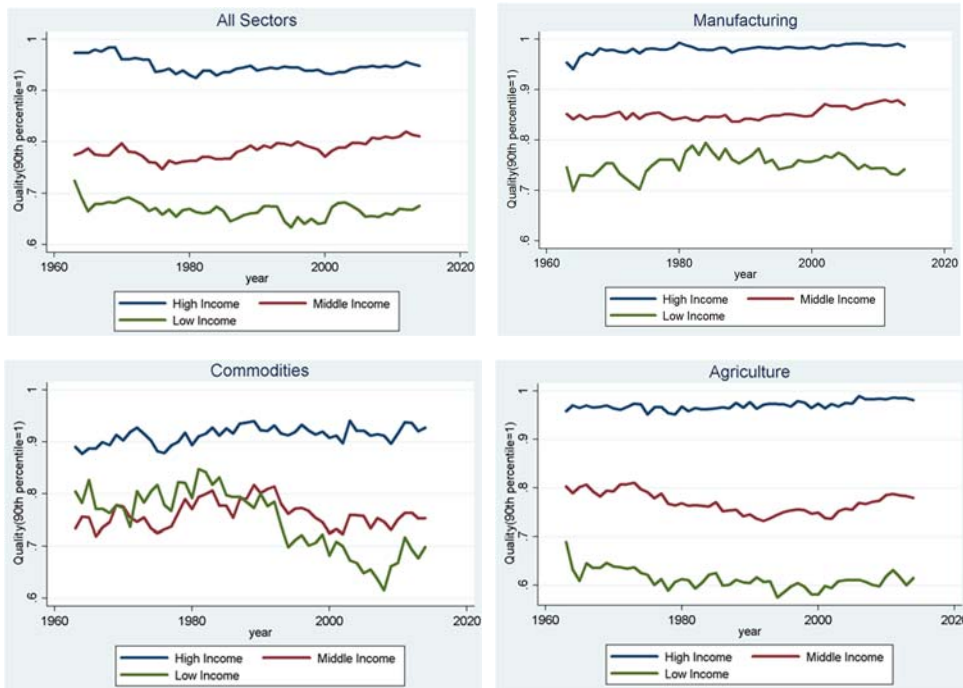 All Sectors
Quality(90th percentile=1)
1
.9
.8
.7
.6
1960
1980
2000
2020
year
High Income
Middle Income
Low Income
Manufacturing
Quality(90th percentile=1)
1
.9
.8
.7
.6
1960
1980
2000
2020
year
High Income
Middle Income
Low Income
Commodities
Quality(90th percentile=1)
1
.9
.8
.7
.6
1960
1980
2000
2020
year
High Income
Middle Income
Low Income
Agriculture
Quality(90th percentile=1)
1
.9
.8
.7
.6
1960
1980
2000
2020
year
High Income
Middle Income
Low Income